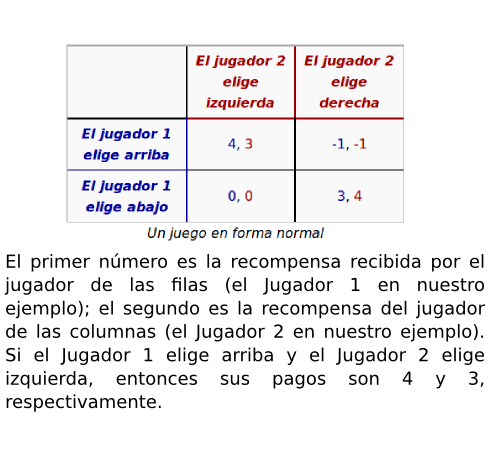 El jugador 2 elige izquierda
El jugador 2 elige derecha
El jugador 1 elige arriba
4, 3
-1, -1
El jugador 1 elige abajo
0, 0
3, 4
Un juego en forma normal
El primer número es la recompensa recibida por el
jugador de las filas (el Jugador 1 en nuestro
ejemplo); el segundo es la recompensa del jugador
de las columnas (el Jugador 2 en nuestro ejemplo).
Si el Jugador 1 elige arriba y el Jugador 2 elige
izquierda, entonces sus pagos son 4 y 3,
respectivamente.